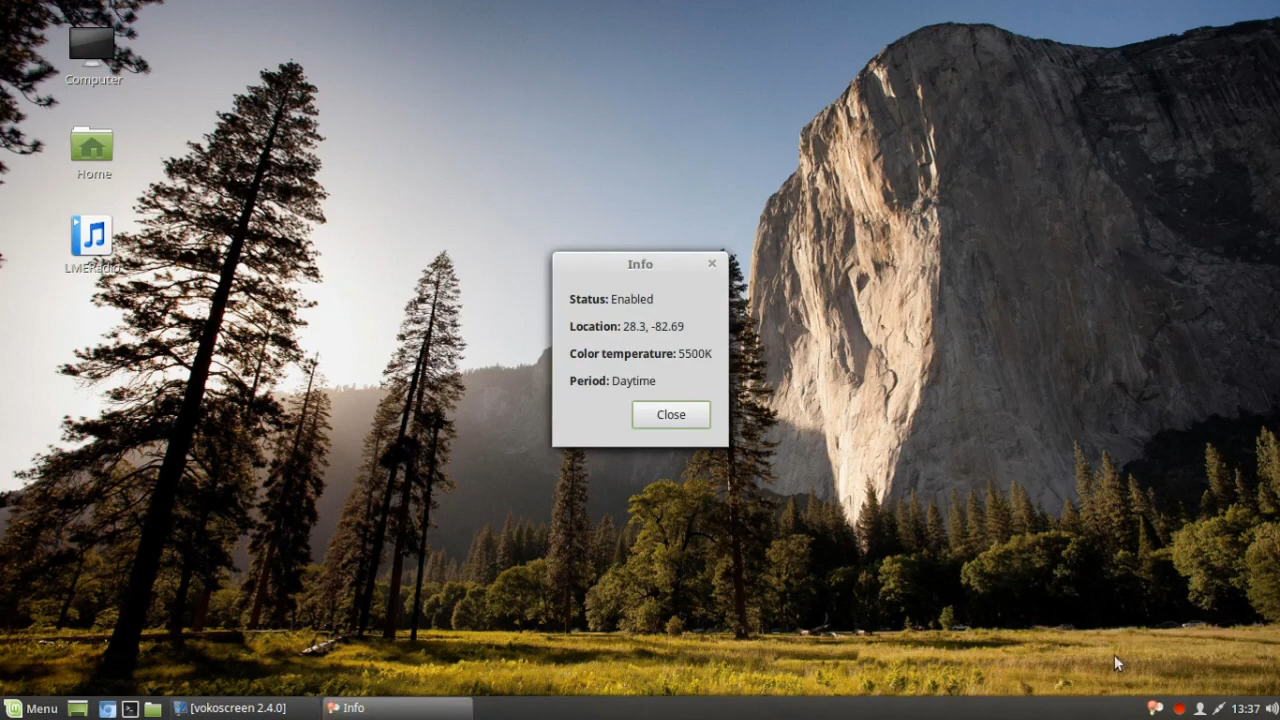 Computer
Home
LMERadio
Info
Status: Enabled
Location: 28.3, -82.69
Color temperature: 5500K
Period: Daytime
Close
Menu
[vokoscreen 2.4.0]
Info
13:37